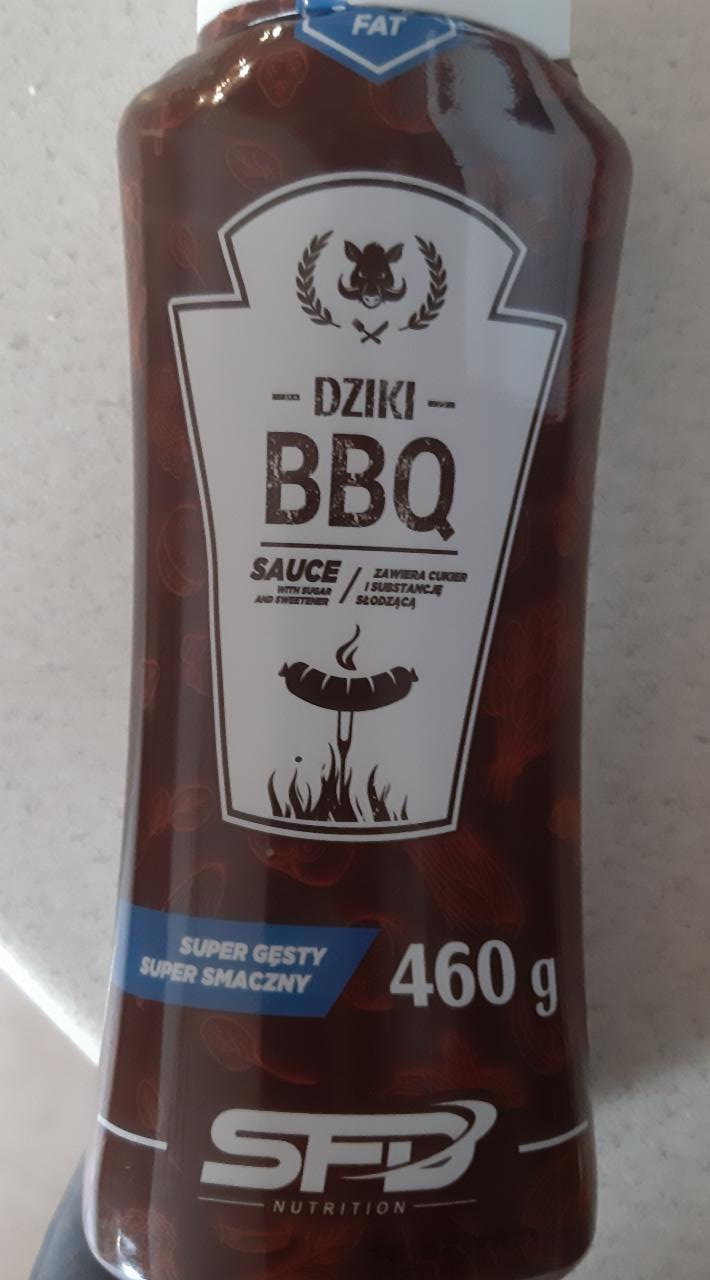 FAT
- DZIKI -
BBQ
SAUCE
WITH SUGAR
AND SWEETENER
/
ZAWIERA CUKIER
I SUBSTANCJĘ
SŁODZĄCĄ
SUPER GĘSTY
SUPER SMACZNY
460 g
SFD
NUTRITION